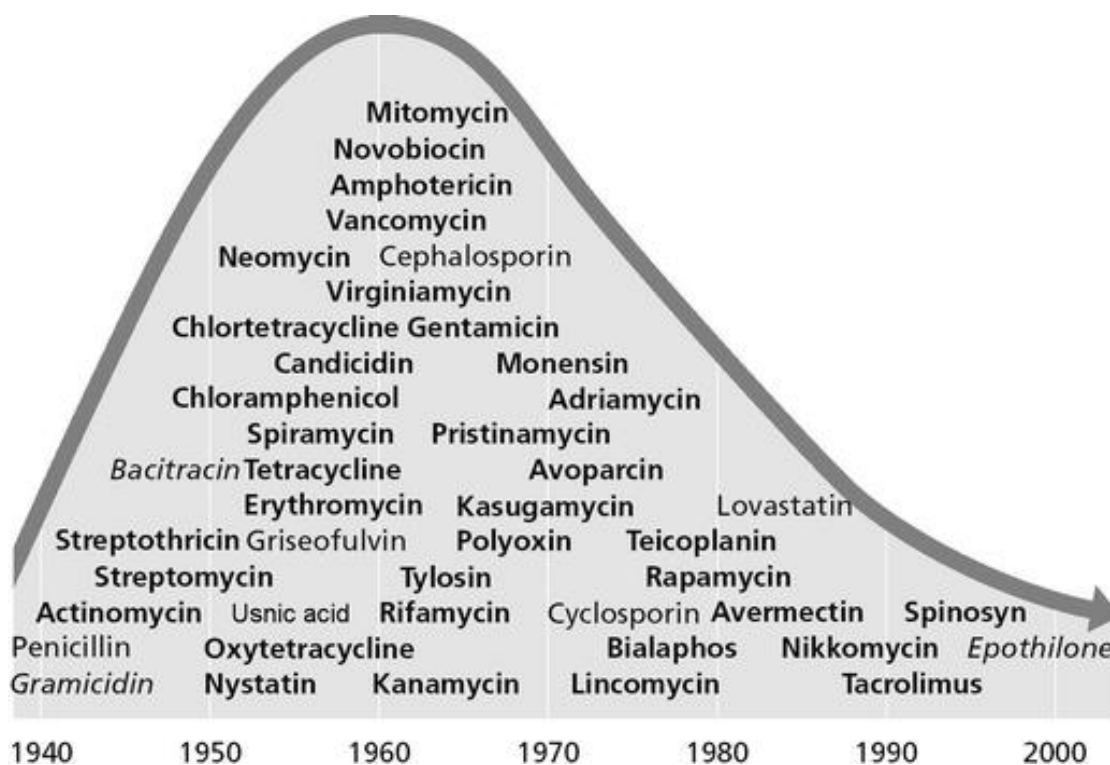 Mitomycin
Novobiocin
Amphotericin
Vancomycin
Neomycin Cephalosporin
Virginiamycin
Chlortetracycline Gentamicin
Candicidin Monensin
Chloramphenicol Adriamycin
Spiramycin Pristinamycin
Bacitracin Tetracycline Avoparcin
Erythromycin Kasugamycin Lovastatin
Streptothricin Griseofulvin Polyoxin Teicoplanin
Streptomycin Tylosin Rapamycin
Actinomycin Usnic acid Rifamycin Cyclosporin Avermectin Spinosyn
Penicillin Oxytetracycline Bialaphos Nikkomycin Epothilone
Gramicidin Nystatin Kanamycin Lincomycin Tacrolimus
1940 1950 1960 1970 1980 1990 2000